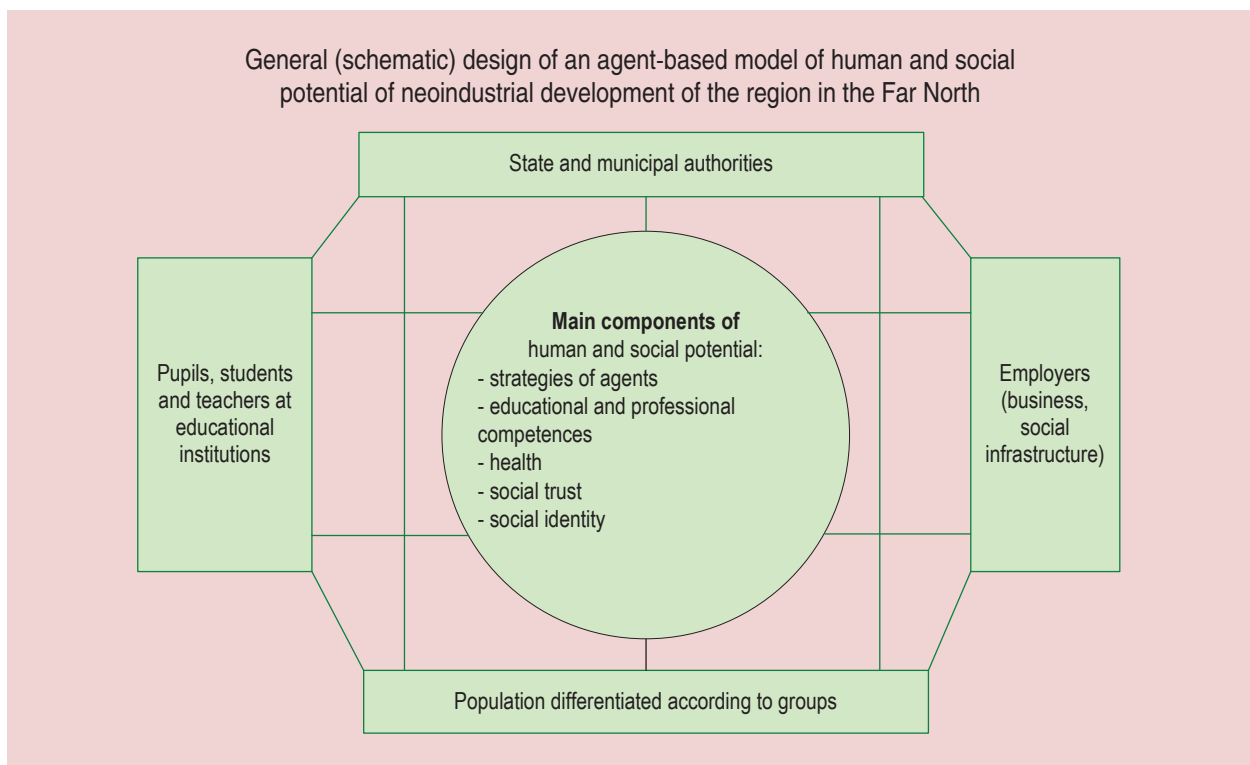 General (schematic) design of an agent-based model of human and social
potential of neoindustrial development of the region in the Far North
State and municipal authorities
Pupils, students
and teachers at
educational
institutions
Main components of
human and social potential:
- strategies of agents
- educational and professional
competences
- health
- social trust
- social identity
Employers
(business,
social
infrastructure)
Population differentiated according to groups